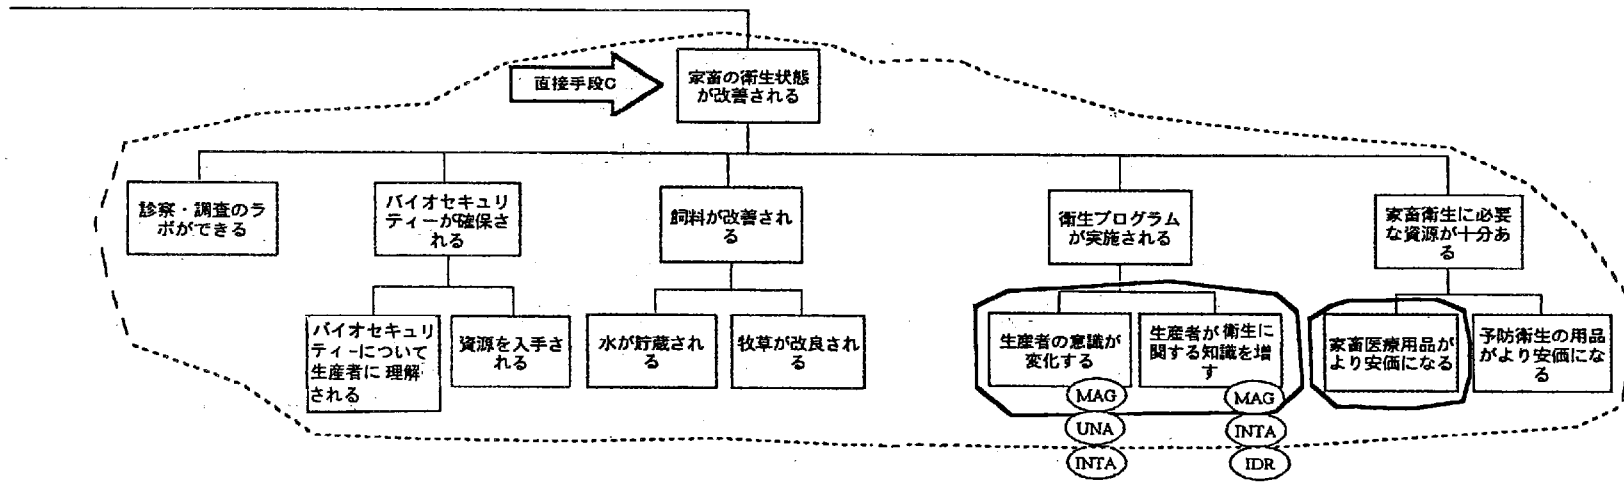 直接手段C
家畜の衛生状態
が改善される
診察・調査のラ
ボができる
バイオセキュリ
ティーが確保さ
れる
飼料が改善され
る
衛生プログラム
が実施される
家畜衛生に必要
な資源が十分あ
る
バイオセキュリ
ティーについて
生産者に理解
される
資源を入手さ
れる
水が貯蔵され
る
牧草が改良され
る
生産者の意識が
変化する
生産者が衛生に
関する知識を増
す
家畜医療用品が
より安価になる
予防衛生の用品
がより安価にな
る
MAG
UNA
INTA
MAG
INTA
IDR